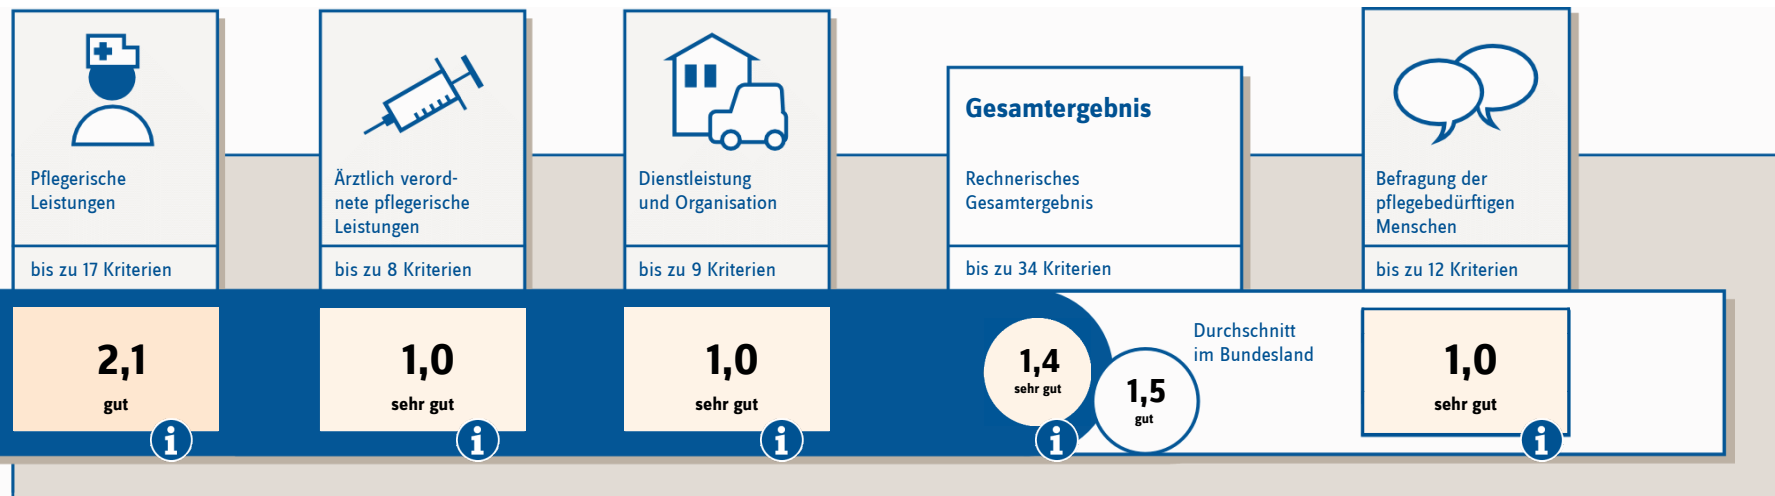 Pflegerische
Leistungen
bis zu 17 Kriterien
2,1
gut
Ärztlich verord-
nete pflegerische
Leistungen
bis zu 8 Kriterien
1,0
sehr gut
Dienstleistung
und Organisation
bis zu 9 Kriterien
1,0
sehr gut
Gesamtergebnis
Rechnerisches
Gesamtergebnis
bis zu 34 Kriterien
1,4
sehr gut
1,5
gut
Durchschnitt
im Bundesland
Befragung der
pflegebedürftigen
Menschen
bis zu 12 Kriterien
1,0
sehr gut